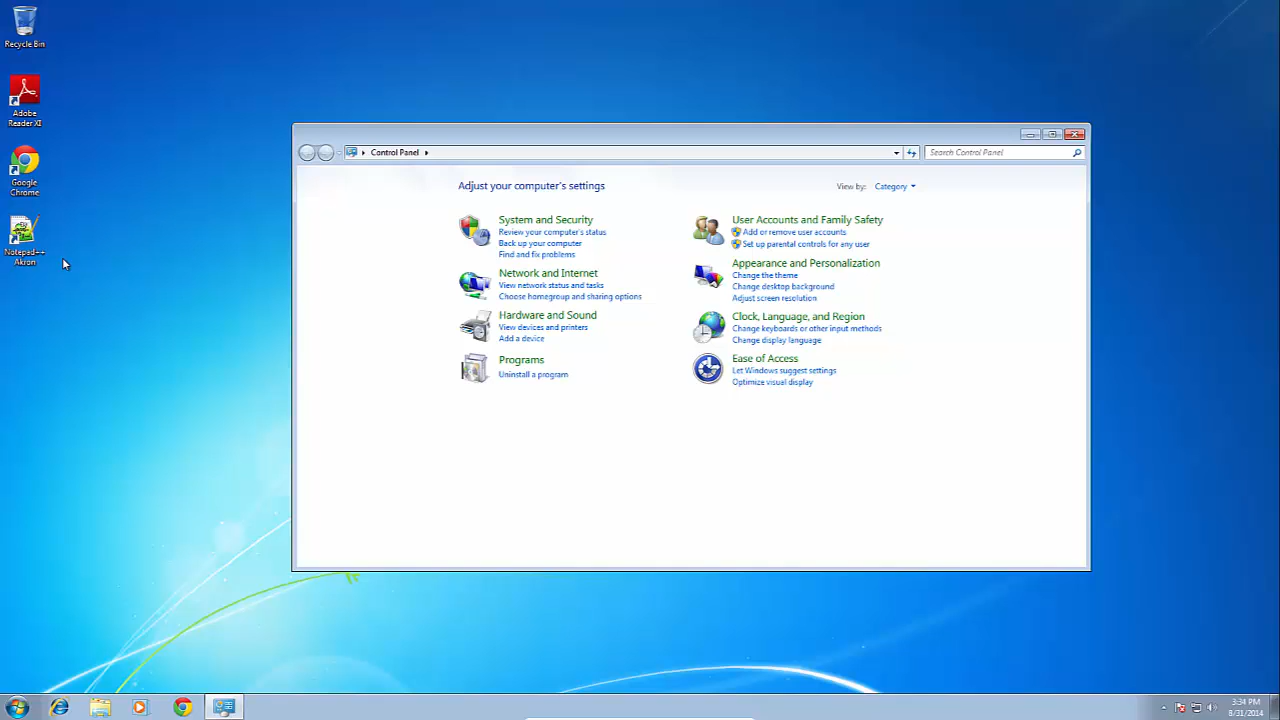 Recycle Bin
Adobe
Reader XI
Google
Chrome
Notepad++
Akron
Control Panel
Search Control Panel
Adjust your computer's settings
View by: Category
System and Security
Review your computer's status
Back up your computer
Find and fix problems
Network and Internet
View network status and tasks
Choose homegroup and sharing options
Hardware and Sound
View devices and printers
Add a device
Programs
Uninstall a program
User Accounts and Family Safety
Add or remove user accounts
Set up parental controls for any user
Appearance and Personalization
Change the theme
Change desktop background
Adjust screen resolution
Clock, Language, and Region
Change keyboards or other input methods
Change display language
Ease of Access
Let Windows suggest settings
Optimize visual display
3:34 PM
8/31/2014